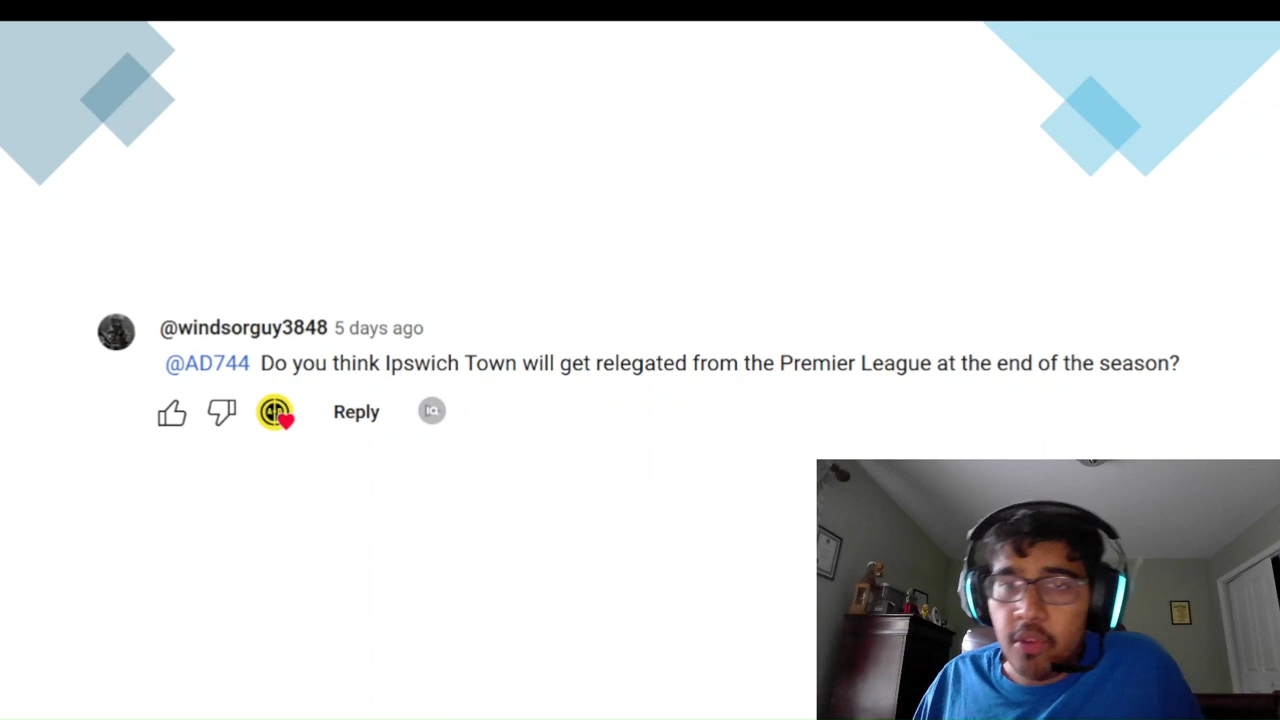 @windsorguy3848 5 days ago
@AD744 Do you think Ipswich Town will get relegated from the Premier League at the end of the season?
Reply